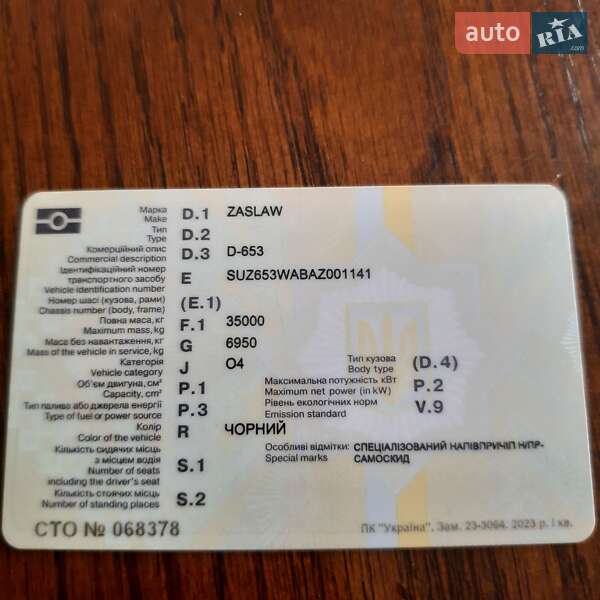 auto RIA .com
Марка D.1 ZASLAW
Make
Тип D.2
Type
Комерційний опис D.3 D-653
Commercial description
Ідентифікаційний номер
транспортного засобу E SUZ653WABAZ001141
Vehicle identification number
Номер шасі (кузова, рами) (E.1)
Chassis number (body, frame)
Повна маса, кг F.1 35000
Maximum mass, kg
Маса без навантаження, кг G 6950
Mass of the vehicle in service, kg
Категорія J O4 Тип кузова (D.4)
Vehicle category Body type
Об'єм двигуна, см³ P.1 Максимальна потужність кВт P.2
Capacity, cm³ Maximum net power (in kW)
Тип палива або джерела енергії P.3 Рівень екологічних норм V.9
Type of fuel or power source Emission standard
Колір R ЧОРНИЙ
Color of the vehicle
Кількість сидячих місць Особливі відмітки: СПЕЦІАЛІЗОВАНИЙ НАПІВПРИЧІП Н/ПР-
з місцем водія S.1 Special marks САМОСКИД
Number of seats
including the driver's seat
Кількість стоячих місць S.2
Number of standing places
СТО № 068378 ПК "Україна", Зам. 23-3064. 2023 р. І кв.